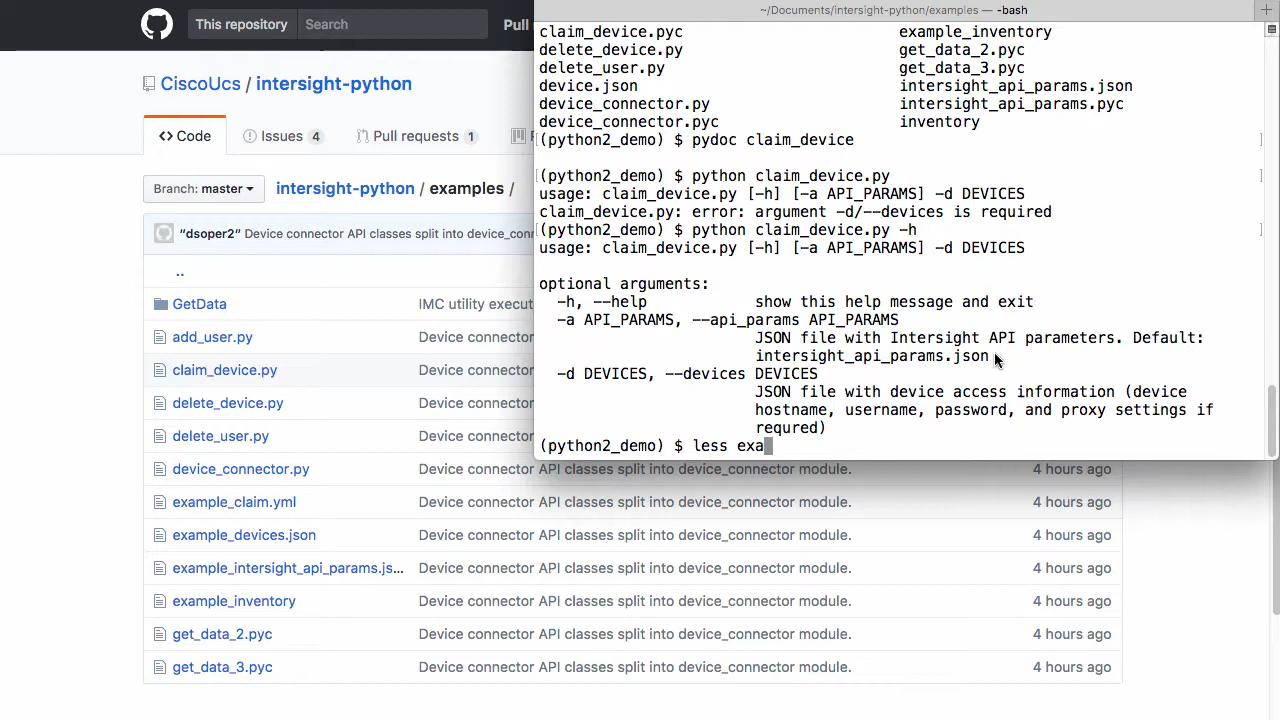 This repository
Search
Pull
CiscoUcs / intersight-python
Code
Issues 4
Pull requests 1
Branch: master
intersight-python / examples /
“dsoper2” Device connector API classes split into device_conn
..
GetData
IMC utility execut
add_user.py
Device connector
claim_device.py
Device connector
delete_device.py
Device connector
delete_user.py
Device connector
device_connector.py
Device connector API classes split into device_connector module.
4 hours ago
example_claim.yml
Device connector API classes split into device_connector module.
4 hours ago
example_devices.json
Device connector API classes split into device_connector module.
4 hours ago
example_intersight_api_params.js...
Device connector API classes split into device_connector module.
4 hours ago
example_inventory
Device connector API classes split into device_connector module.
4 hours ago
get_data_2.pyc
Device connector API classes split into device_connector module.
4 hours ago
get_data_3.pyc
Device connector API classes split into device_connector module.
4 hours ago
~/Documents/intersight-python/examples — -bash
claim_device.pyc example_inventory
delete_device.py get_data_2.pyc
delete_user.py get_data_3.pyc
device.json intersight_api_params.json
device_connector.py intersight_api_params.pyc
device_connector.pyc inventory
(python2_demo) $ pydoc claim_device
(python2_demo) $ python claim_device.py
usage: claim_device.py [-h] [-a API_PARAMS] -d DEVICES
claim_device.py: error: argument -d/--devices is required
(python2_demo) $ python claim_device.py -h
usage: claim_device.py [-h] [-a API_PARAMS] -d DEVICES
optional arguments:
-h, --help show this help message and exit
-a API_PARAMS, --api_params API_PARAMS
JSON file with Intersight API parameters. Default:
intersight_api_params.json
-d DEVICES, --devices DEVICES
JSON file with device access information (device
hostname, username, password, and proxy settings if
requred)
(python2_demo) $ less exa